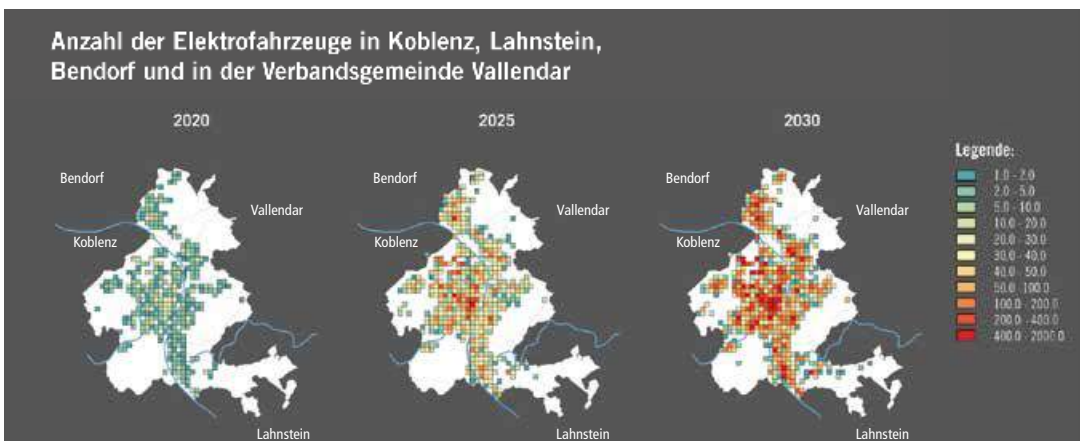 Anzahl der Elektrofahrzeuge in Koblenz, Lahnstein,
Bendorf und in der Verbandsgemeinde Vallendar
2020
2025
2030
Bendorf
Vallendar
Koblenz
Lahnstein
Bendorf
Vallendar
Koblenz
Lahnstein
Bendorf
Vallendar
Koblenz
Lahnstein
Legende:
1.0 - 2.0
2.0 - 5.0
5.0 - 10.0
10.0 - 20.0
20.0 - 30.0
30.0 - 40.0
40.0 - 50.0
50.0 - 100.0
100.0 - 200.0
200.0 - 400.0
400.0 - 2000.0